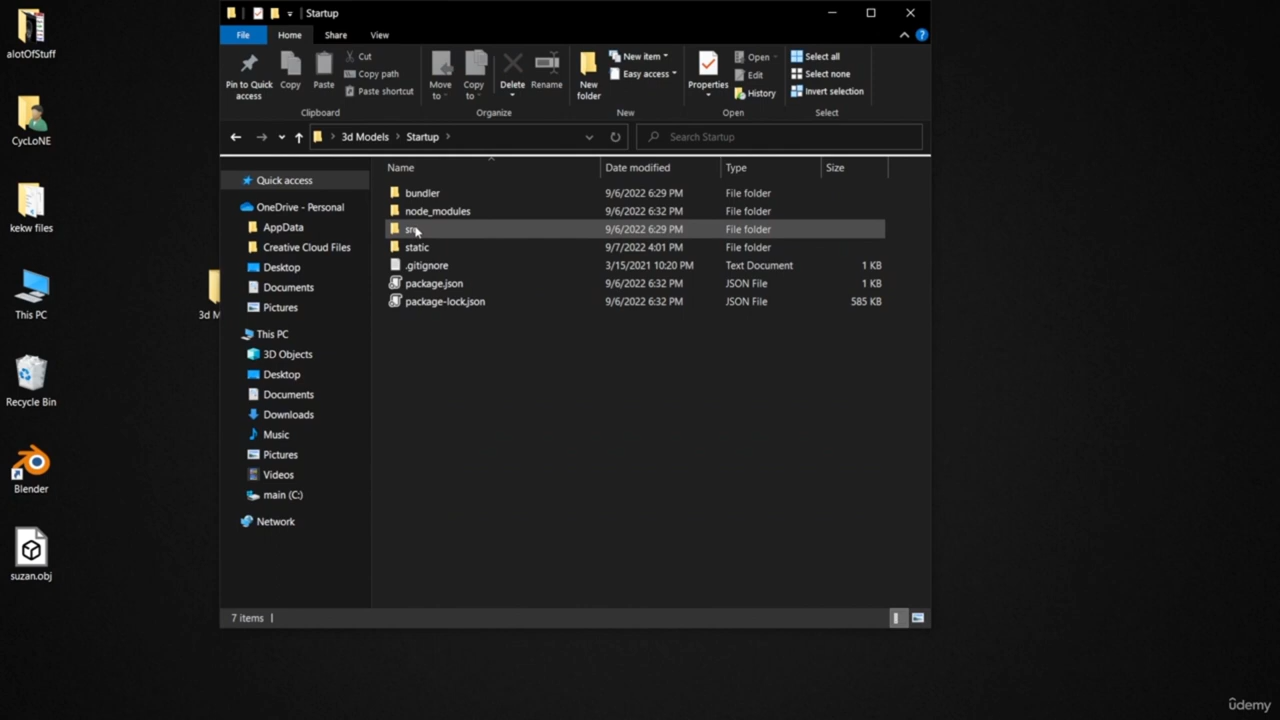 Startup
File Home Share View
Pin to Quick access
Copy
Paste
Cut
Copy path
Paste shortcut
Clipboard
Move to
Copy to
Delete
Rename
Organize
New folder
New item
Easy access
New
Properties
Open
Edit
History
Open
Select all
Select none
Invert selection
Select
3d Models Startup
Search Startup
Name Date modified Type Size
bundler 9/6/2022 6:29 PM File folder
node_modules 9/6/2022 6:32 PM File folder
9/6/2022 6:29 PM File folder
static 9/7/2022 4:01 PM File folder
.gitignore 3/15/2021 10:20 PM Text Document 1 KB
package.json 9/6/2022 6:32 PM JSON File 1 KB
package-lock.json 9/6/2022 6:32 PM JSON File 585 KB
Quick access
OneDrive - Personal
AppData
Creative Cloud Files
Desktop
Documents
Pictures
This PC
3D Objects
Desktop
Documents
Downloads
Music
Pictures
Videos
main (C:)
Network
7 items
alotOfStuff
CycLoNE
kekw files
This PC
Recycle Bin
Blender
suzan.obj
3d M
udemy